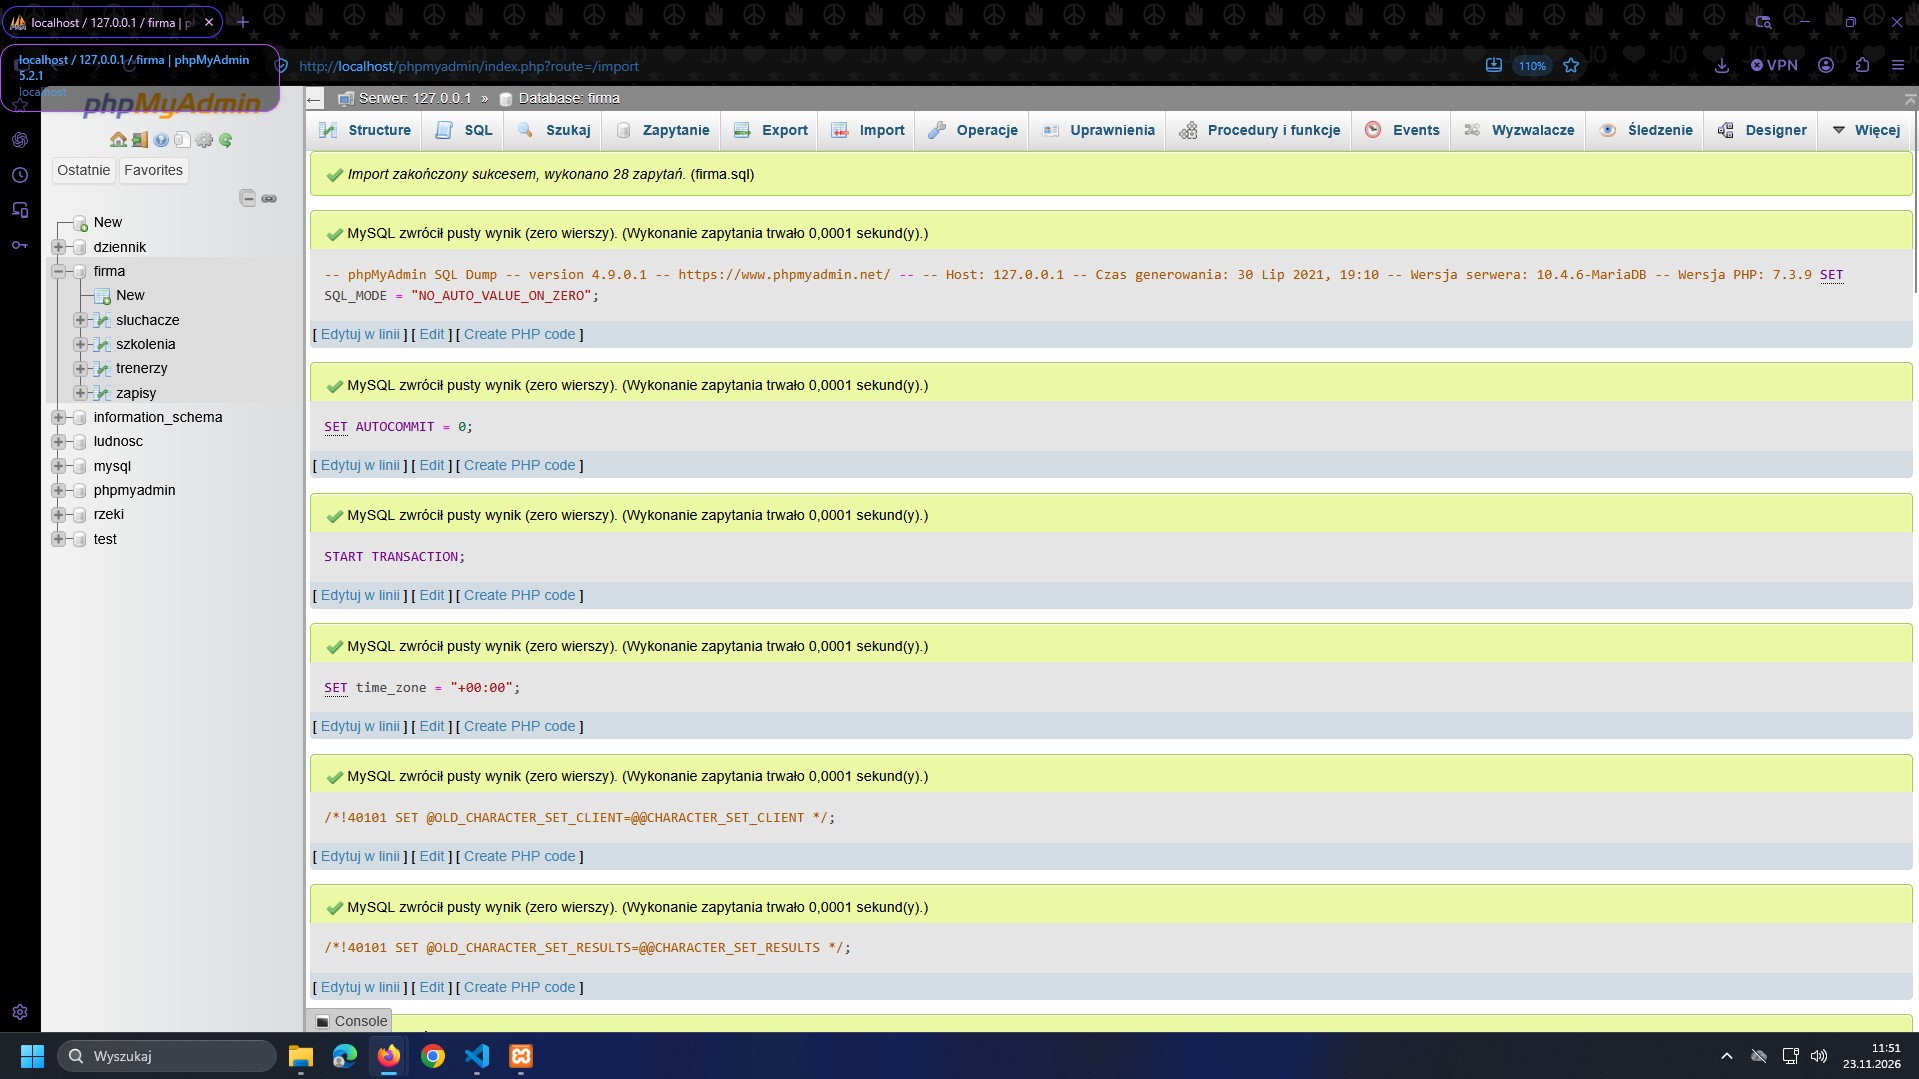 localhost / 127.0.0.1 / firma | p
localhost / 127.0.0.1 / firma | phpMyAdmin
5.2.1
localhost
http://localhost/phpmyadmin/index.php?route=/import
110%
VPN
phpMyAdmin
Ostatnie
Favorites
New
dziennik
firma
New
sluchacze
szkolenia
trenerzy
zapisy
information_schema
ludnosc
mysql
phpmyadmin
rzeki
test
Serwer: 127.0.0.1 » Database: firma
Structure
SQL
Szukaj
Zapytanie
Export
Import
Operacje
Uprawnienia
Procedury i funkcje
Events
Wyzwalacze
Śledzenie
Designer
Więcej
Import zakończony sukcesem, wykonano 28 zapytań. (firma.sql)
MySQL zwrócił pusty wynik (zero wierszy). (Wykonanie zapytania trwało 0,0001 sekund(y).)
-- phpMyAdmin SQL Dump -- version 4.9.0.1 -- https://www.phpmyadmin.net/ -- -- Host: 127.0.0.1 -- Czas generowania: 30 Lip 2021, 19:10 -- Wersja serwera: 10.4.6-MariaDB -- Wersja PHP: 7.3.9 SET
SQL_MODE = "NO_AUTO_VALUE_ON_ZERO";
[ Edytuj w linii ] [ Edit ] [ Create PHP code ]
MySQL zwrócił pusty wynik (zero wierszy). (Wykonanie zapytania trwało 0,0001 sekund(y).)
SET AUTOCOMMIT = 0;
[ Edytuj w linii ] [ Edit ] [ Create PHP code ]
MySQL zwrócił pusty wynik (zero wierszy). (Wykonanie zapytania trwało 0,0001 sekund(y).)
START TRANSACTION;
[ Edytuj w linii ] [ Edit ] [ Create PHP code ]
MySQL zwrócił pusty wynik (zero wierszy). (Wykonanie zapytania trwało 0,0001 sekund(y).)
SET time_zone = "+00:00";
[ Edytuj w linii ] [ Edit ] [ Create PHP code ]
MySQL zwrócił pusty wynik (zero wierszy). (Wykonanie zapytania trwało 0,0001 sekund(y).)
/*!40101 SET @OLD_CHARACTER_SET_CLIENT=@@CHARACTER_SET_CLIENT */;
[ Edytuj w linii ] [ Edit ] [ Create PHP code ]
MySQL zwrócił pusty wynik (zero wierszy). (Wykonanie zapytania trwało 0,0001 sekund(y).)
/*!40101 SET @OLD_CHARACTER_SET_RESULTS=@@CHARACTER_SET_RESULTS */;
[ Edytuj w linii ] [ Edit ] [ Create PHP code ]
Console
Wyszukaj
11:51
23.11.2026